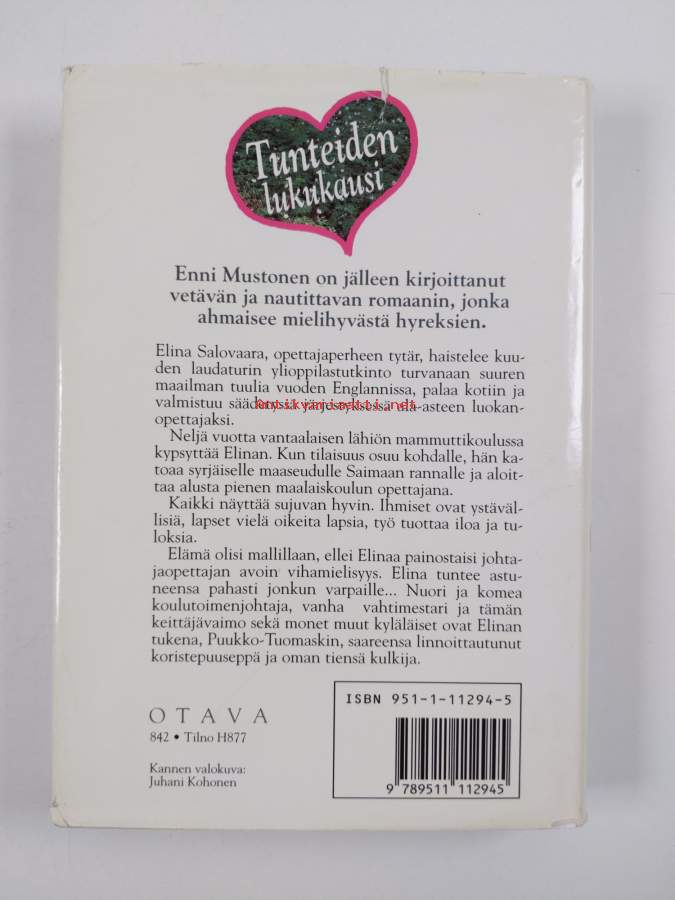 Tunteiden
lukukausi
Enni Mustonen on jälleen kirjoittanut
vetävän ja nautittavan romaanin, jonka
ahmaisee mielihyvästä hyreksien.
Elina Salovaara, opettajaperheen tytär, haistelee kuu-
den laudaturin ylioppilastutkinto turvanaan suuren
maailman tuulia vuoden Englannissa, palaa kotiin ja
valmistuu säädetyssä järjestyksessä ala-asteen luokan-
opettajaksi.
Neljä vuotta vantaalaisen lähiön mammuttikoulussa
kypsyttää Elinan. Kun tilaisuus osuu kohdalle, hän ka-
toaa syrjäiselle maaseudulle Saimaan rannalle ja aloit-
taa alusta pienen maalaiskoulun opettajana.
Kaikki näyttää sujuvan hyvin. Ihmiset ovat ystäväl-
lisiä, lapset vielä oikeita lapsia, työ tuottaa iloa ja tu-
loksia.
Elämä olisi mallillaan, ellei Elinaa painostaisi johta-
jaopettajan avoin vihamielisyys. Elina tuntee astu-
neensa pahasti jonkun varpaille... Nuori ja komea
koulutoimenjohtaja, vanha vahtimestari ja tämän
keittäjävaimo sekä monet muut kyläläiset ovat Elinan
tukena, Puukko-Tuomaskin, saareensa linnoittautunut
koristepuuseppä ja oman tiensä kulkija.
OTAVA
842 • Tilno H877
Kannen valokuva:
Juhani Kohonen
ISBN 951-1-11294-5
9 789511 112945